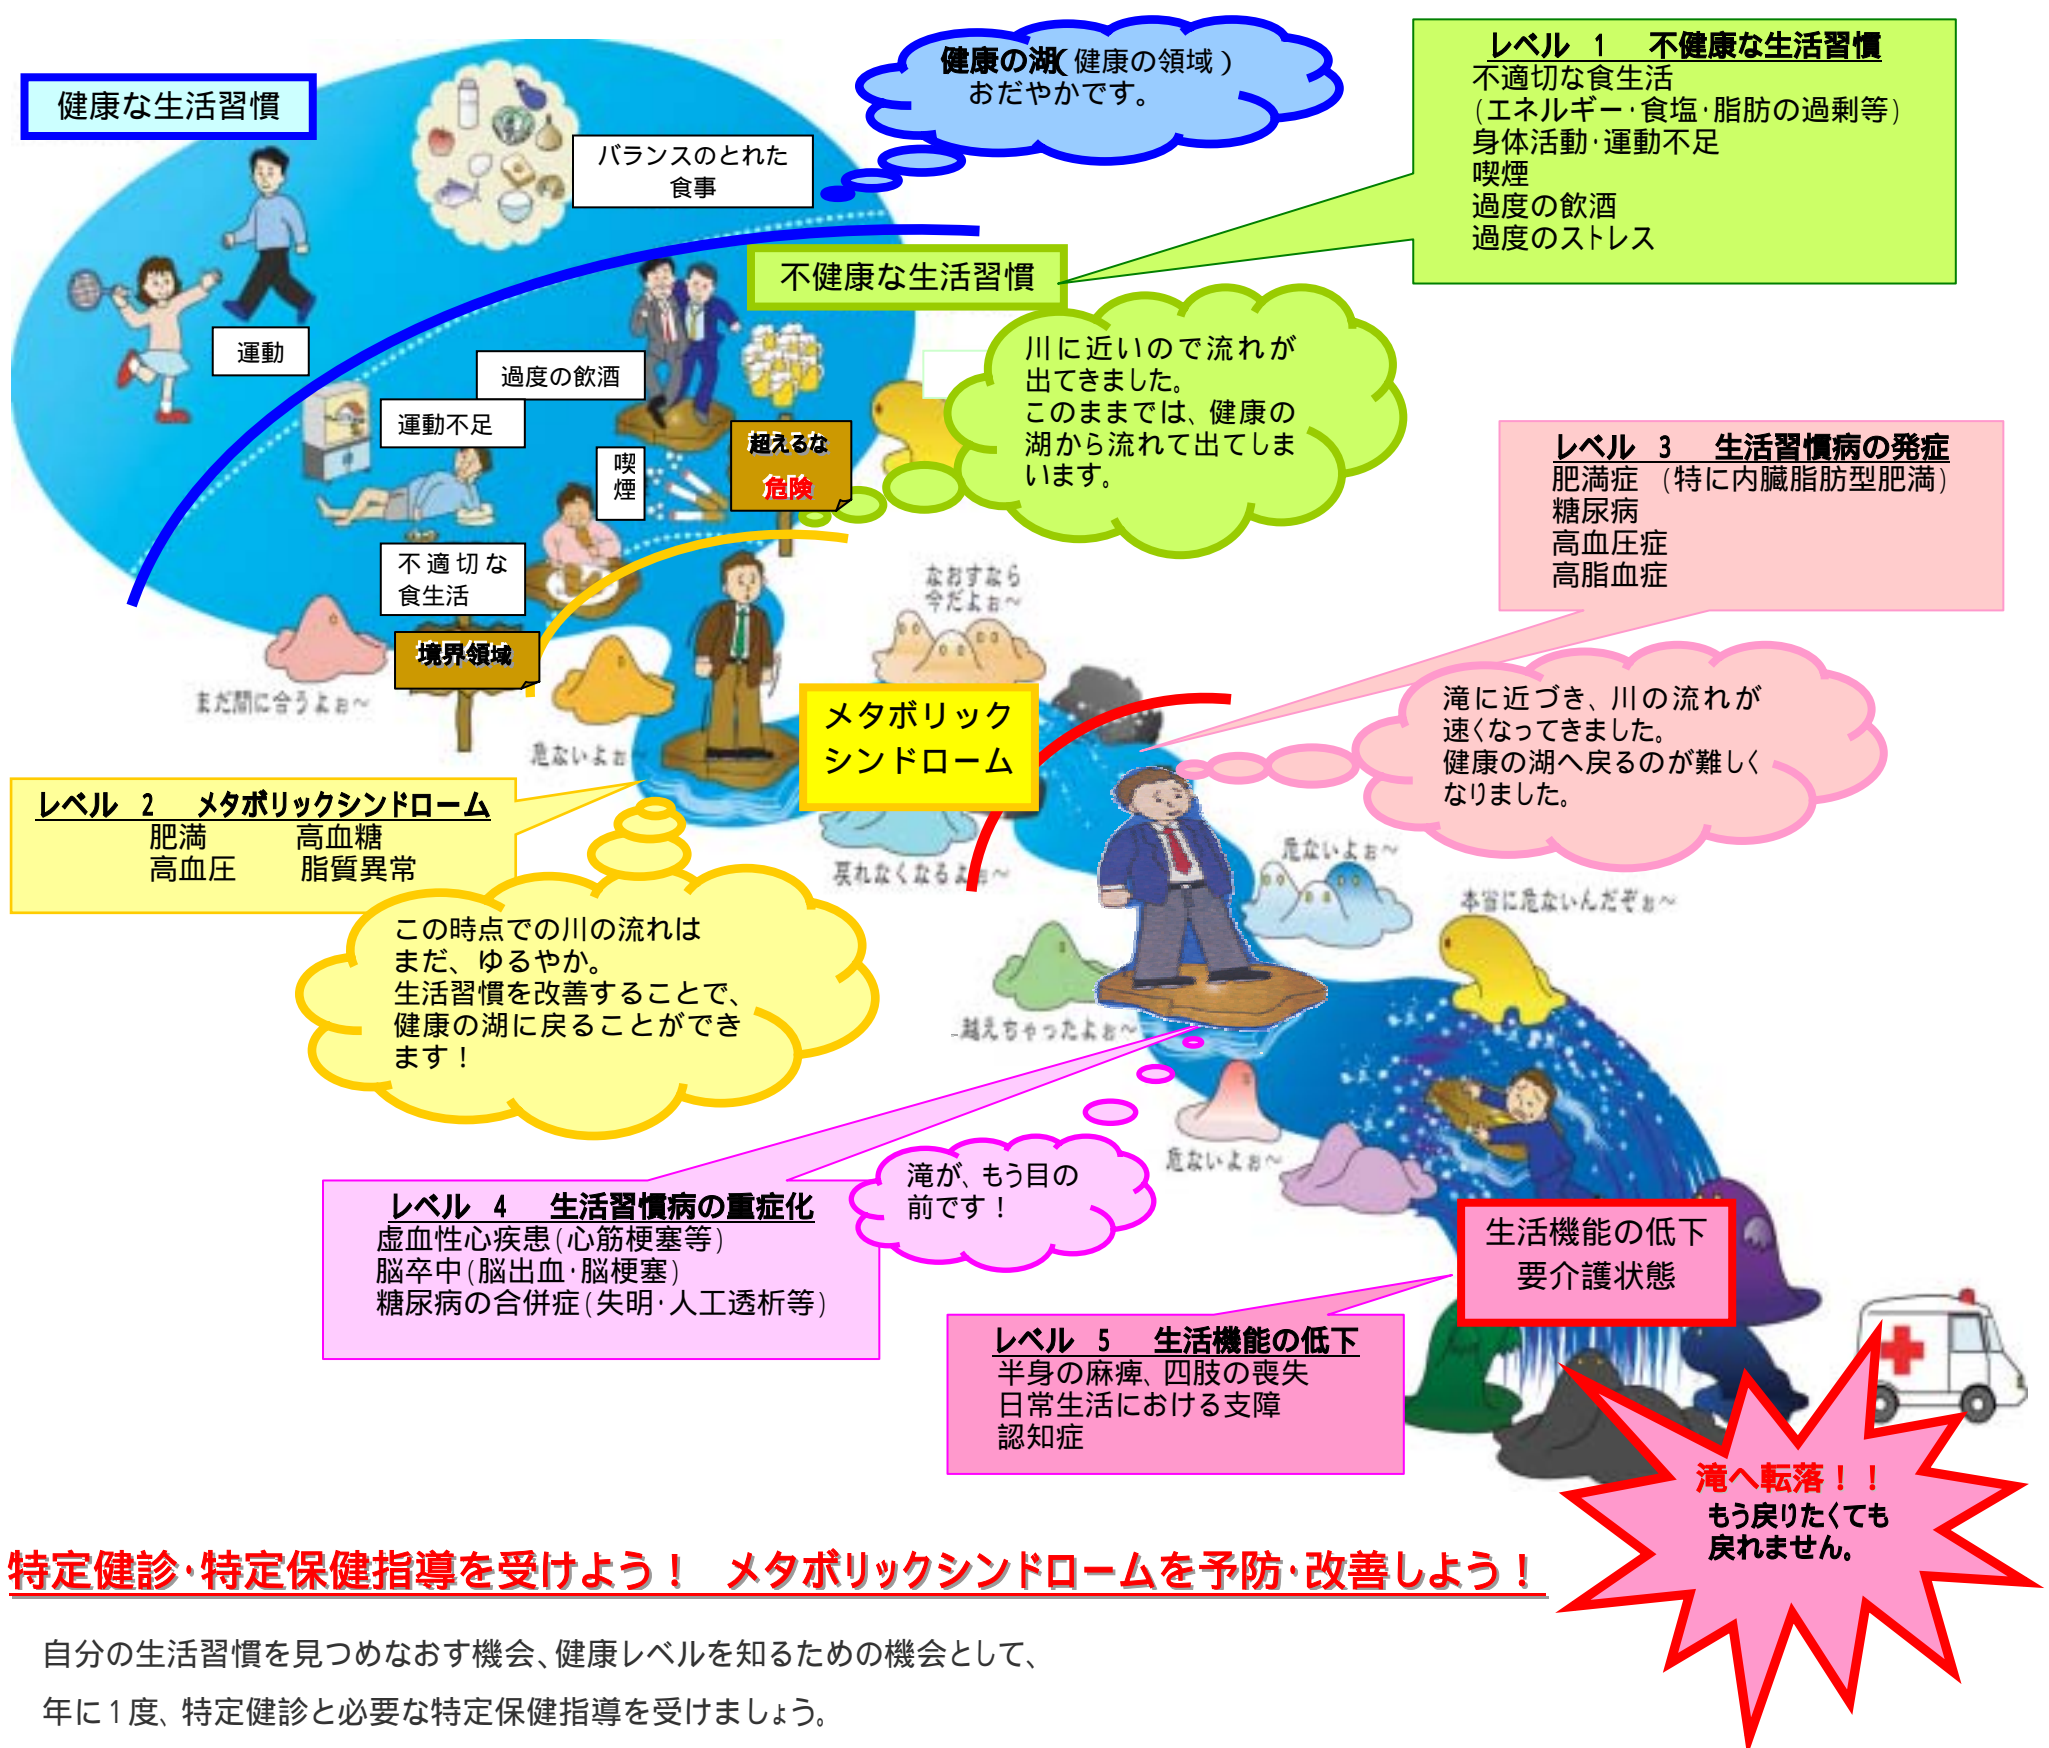 健康の湖(健康の領域)
おだやかです。
レベル 1 不健康な生活習慣
不適切な食生活
(エネルギー・食塩・脂肪の過剰等)
身体活動・運動不足
喫煙
過度の飲酒
過度のストレス
健康な生活習慣
バランスのとれた
食事
運動
不健康な生活習慣
過度の飲酒
運動不足
喫
煙
超えるな
危険
不適切な
食生活
境界領域
川に近いので流れが
出てきました。
このままでは、健康の
湖から流れて出てしま
います。
レベル 3 生活習慣病の発症
肥満症 (特に内臓脂肪型肥満)
糖尿病
高血圧症
高脂血症
なおすなら
今だよぉ～
まだ間に合うよぉ～
危ないよぉ
メタボリック
シンドローム
滝に近づき、川の流れが
速くなってきました。
健康の湖へ戻るのが難しく
なりました。
レベル 2 メタボリックシンドローム
肥満 高血糖
高血圧 脂質異常
戻れなくなるよぉ～
危ないよぉ～
本当に危ないんだぞぉ～
この時点での川の流れは
まだ、ゆるやか。
生活習慣を改善することで、
健康の湖に戻ることができ
ます！
越えちゃったよぉ～
危ないよぉ～
滝が、もう目の
前です！
レベル 4 生活習慣病の重症化
虚血性心疾患(心筋梗塞等)
脳卒中(脳出血・脳梗塞)
糖尿病の合併症(失明・人工透析等)
生活機能の低下
要介護状態
レベル 5 生活機能の低下
半身の麻痺、四肢の喪失
日常生活における支障
認知症
滝へ転落！！
もう戻りたくても
戻れません。
特定健診・特定保健指導を受けよう！ メタボリックシンドロームを予防・改善しよう！
自分の生活習慣を見つめなおす機会、健康レベルを知るための機会として、
年に1度、特定健診と必要な特定保健指導を受けましょう。